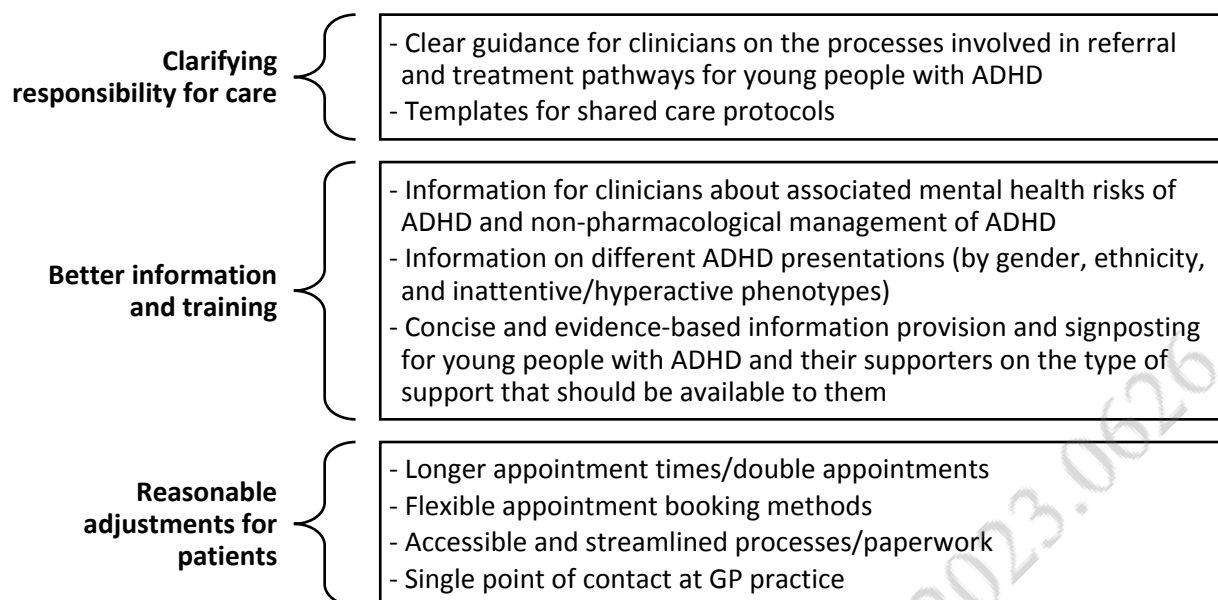 Clarifying
responsibility for care
- Clear guidance for clinicians on the processes involved in referral
and treatment pathways for young people with ADHD
- Templates for shared care protocols
Better information
and training
- Information for clinicians about associated mental health risks of
ADHD and non-pharmacological management of ADHD
- Information on different ADHD presentations (by gender, ethnicity,
and inattentive/hyperactive phenotypes)
- Concise and evidence-based information provision and signposting
for young people with ADHD and their supporters on the type of
support that should be available to them
Reasonable
adjustments for
patients
- Longer appointment times/double appointments
- Flexible appointment booking methods
- Accessible and streamlined processes/paperwork
- Single point of contact at GP practice
2023.0626